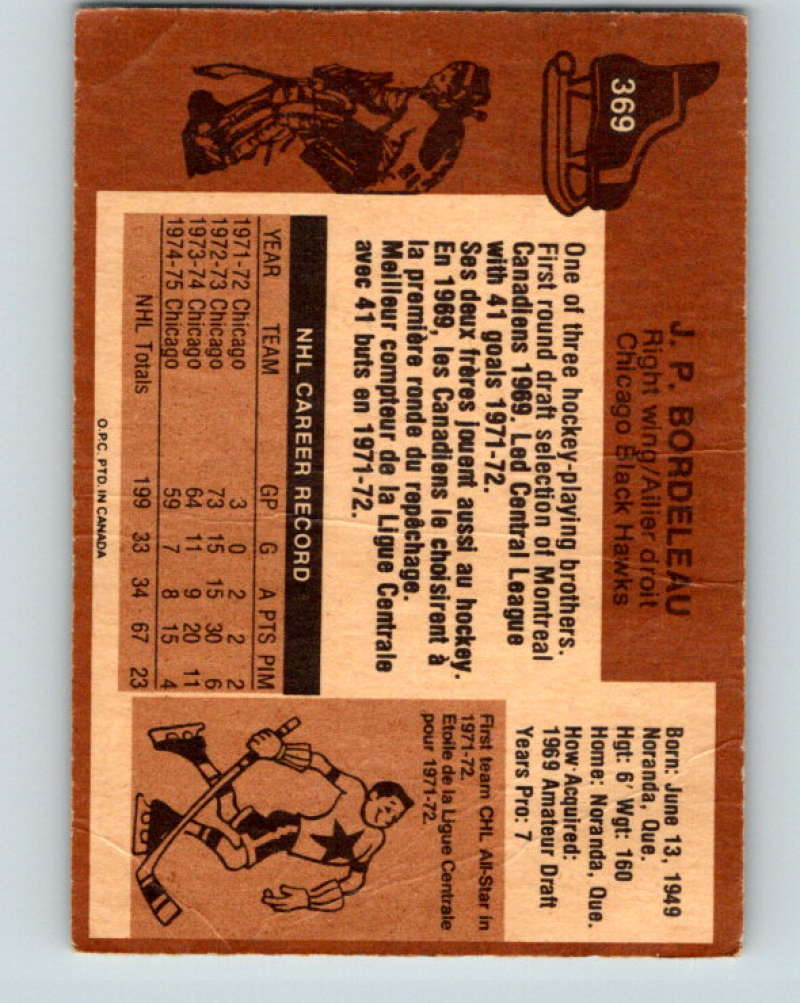 369
J. P. BORDELEAU
Right wing/Ailier droit
Chicago Black Hawks
Born: June 13, 1949
Noranda, Que.
Hgt: 6' Wgt: 160
Home: Noranda, Que.
How Acquired:
1969 Amateur Draft
Years Pro: 7
One of three hockey-playing brothers.
First round draft selection of Montreal
Canadiens 1969. Led Central League
with 41 goals 1971-72.
Ses deux frères jouent aussi au hockey.
En 1969, les Canadiens le choisirent à
la première ronde du repêchage.
Meilleur compteur de la Ligue Centrale
avec 41 buts en 1971-72.
NHL CAREER RECORD
YEAR TEAM GP G A PTS PIM
1971-72 Chicago 3 0 2 2 2
1972-73 Chicago 73 15 15 30 6
1973-74 Chicago 64 11 9 20 11
1974-75 Chicago 59 7 8 15 4
NHL Totals 199 33 34 67 23
First team CHL All-Star in
1971-72.
Etoile de la Ligue Centrale
pour 1971-72.
O.P.C. PTD. IN CANADA